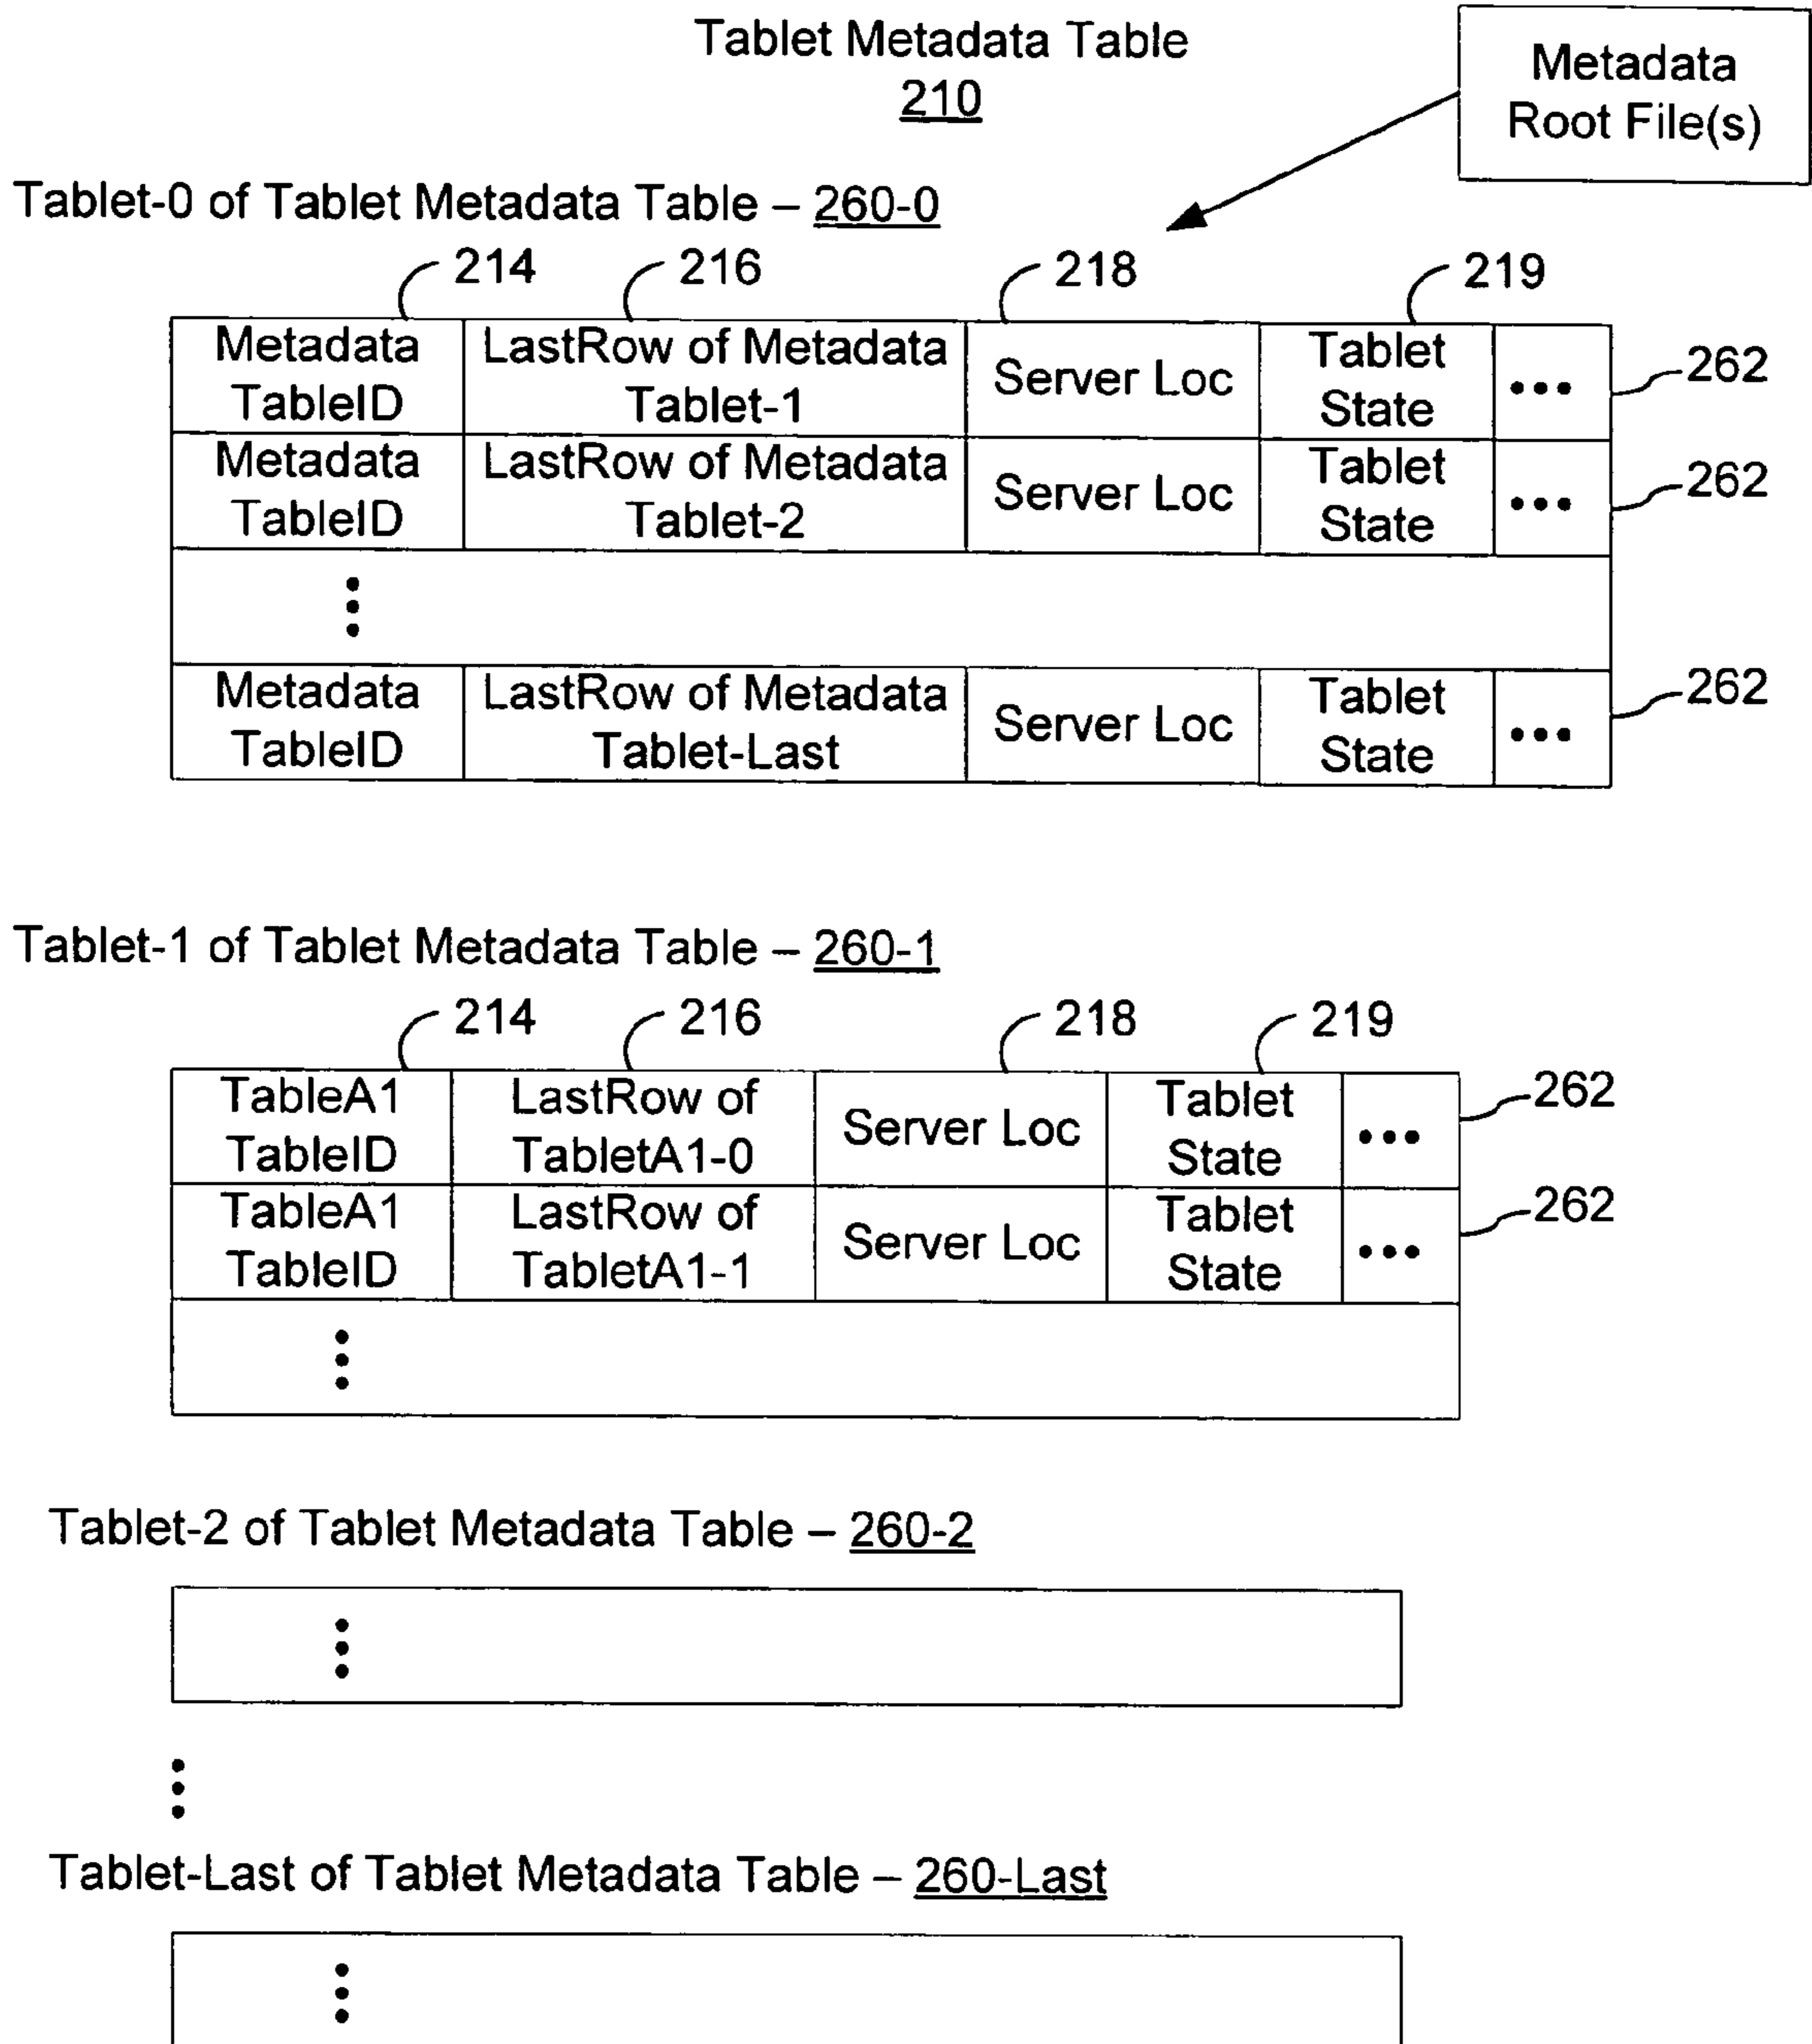 Tablet Metadata Table
210
Metadata
Root File(s)
Tablet-0 of Tablet Metadata Table – 260-0
214 216 218 219
Metadata TableID LastRow of Metadata Tablet-1 Server Loc Tablet State ••• 262
Metadata TableID LastRow of Metadata Tablet-2 Server Loc Tablet State ••• 262
Metadata TableID LastRow of Metadata Tablet-Last Server Loc Tablet State ••• 262
Tablet-1 of Tablet Metadata Table – 260-1
214 216 218 219
TableA1 TableID LastRow of TabletA1-0 Server Loc Tablet State ••• 262
TableA1 TableID LastRow of TabletA1-1 Server Loc Tablet State ••• 262
Tablet-2 of Tablet Metadata Table – 260-2
Tablet-Last of Tablet Metadata Table – 260-Last